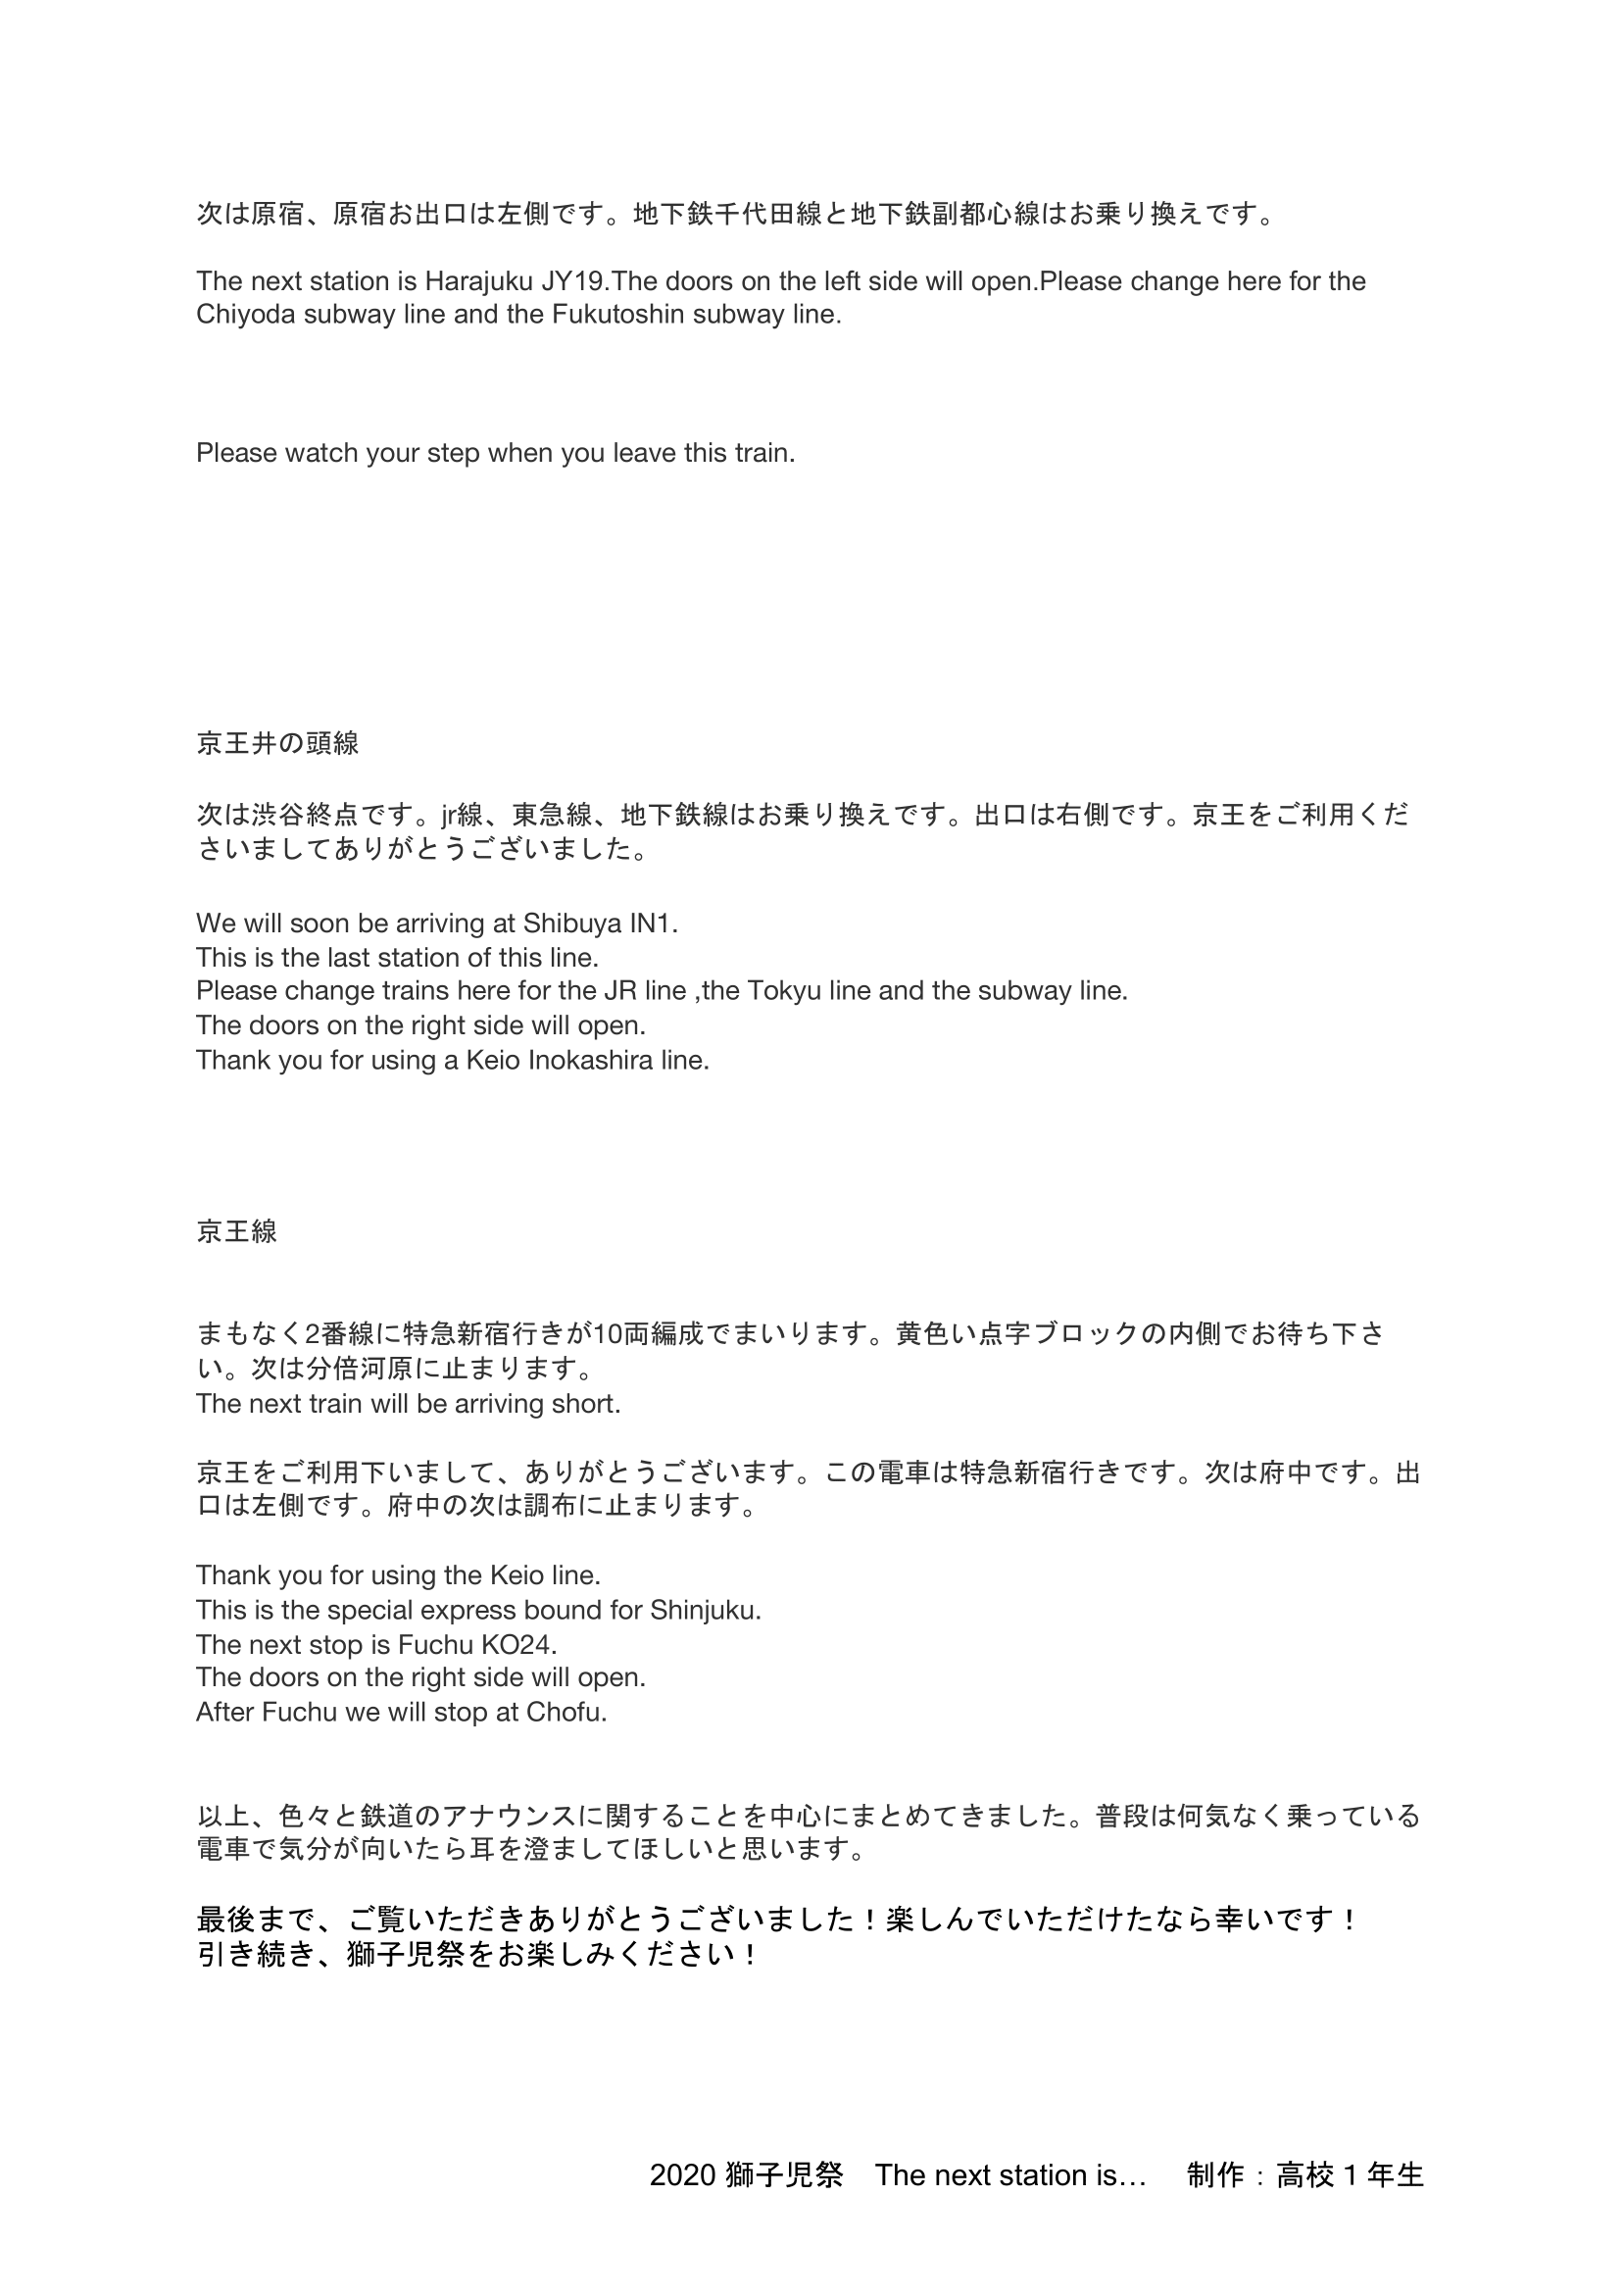 次は原宿、原宿お出口は左側です。地下鉄千代田線と地下鉄副都心線はお乗り換えです。
The next station is Harajuku JY19.The doors on the left side will open.Please change here for the
Chiyoda subway line and the Fukutoshin subway line.
Please watch your step when you leave this train.
京王井の頭線
次は渋谷終点です。jr線、東急線、地下鉄線はお乗り換えです。出口は右側です。京王をご利用くだ
さいましてありがとうございました。
We will soon be arriving at Shibuya IN1.
This is the last station of this line.
Please change trains here for the JR line ,the Tokyu line and the subway line.
The doors on the right side will open.
Thank you for using a Keio Inokashira line.
京王線
まもなく2番線に特急新宿行きが10両編成でまいります。黄色い点字ブロックの内側でお待ち下さ
い。次は分倍河原に止まります。
The next train will be arriving short.
京王をご利用下いまして、ありがとうございます。この電車は特急新宿行きです。次は府中です。出
口は左側です。府中の次は調布に止まります。
Thank you for using the Keio line.
This is the special express bound for Shinjuku.
The next stop is Fuchu KO24.
The doors on the right side will open.
After Fuchu we will stop at Chofu.
以上、色々と鉄道のアナウンスに関することを中心にまとめてきました。普段は何気なく乗っている
電車で気分が向いたら耳を澄ましてほしいと思います。
最後まで、ご覧いただきありがとうございました！楽しんでいただけたなら幸いです！
引き続き、獅子児祭をお楽しみください！
2020 獅子児祭　The next station is…　制作：高校 1 年生